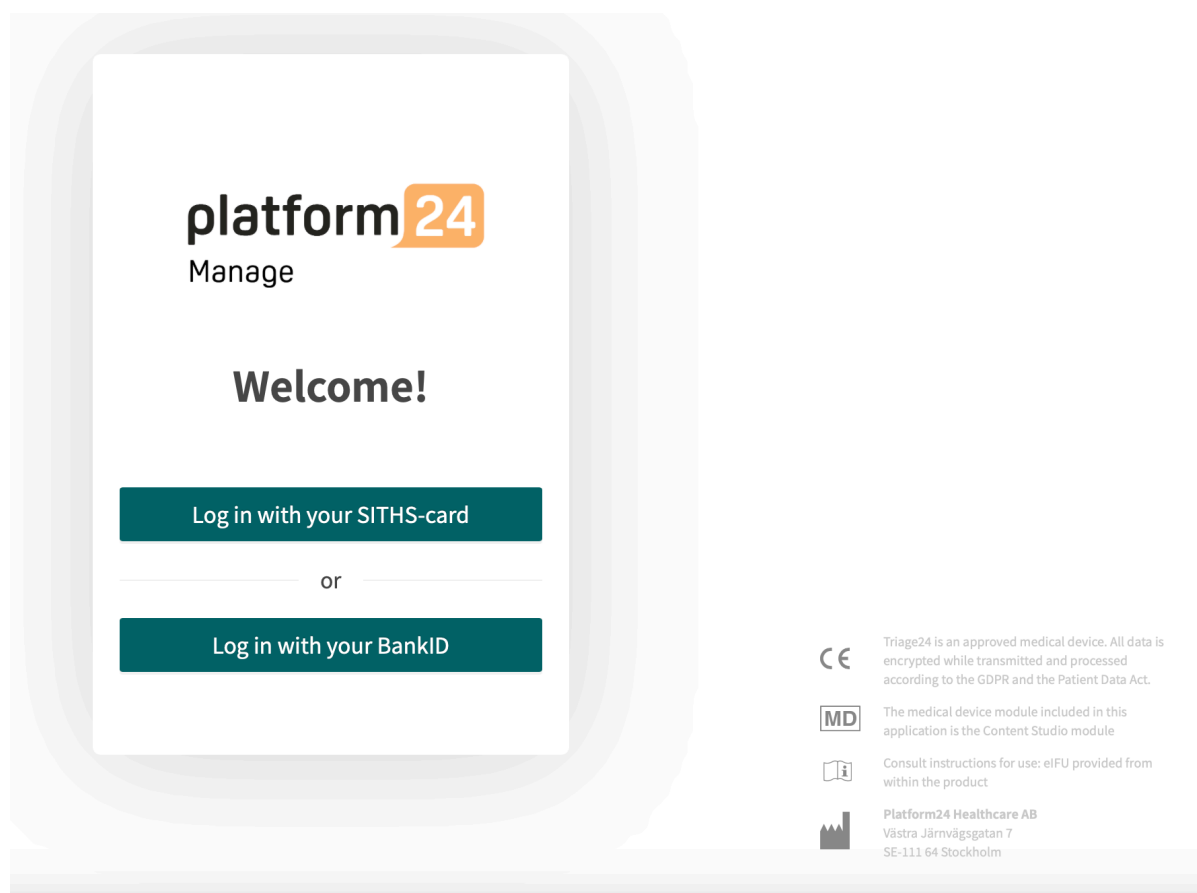 platform24
Manage
Welcome!
Log in with your SITHS-card
or
Log in with your BankID
CE
Triage24 is an approved medical device. All data is
encrypted while transmitted and processed
according to the GDPR and the Patient Data Act.
MD
The medical device module included in this
application is the Content Studio module
i
Consult instructions for use: eIFU provided from
within the product
Platform24 Healthcare AB
Västra Järnvägsgatan 7
SE-111 64 Stockholm